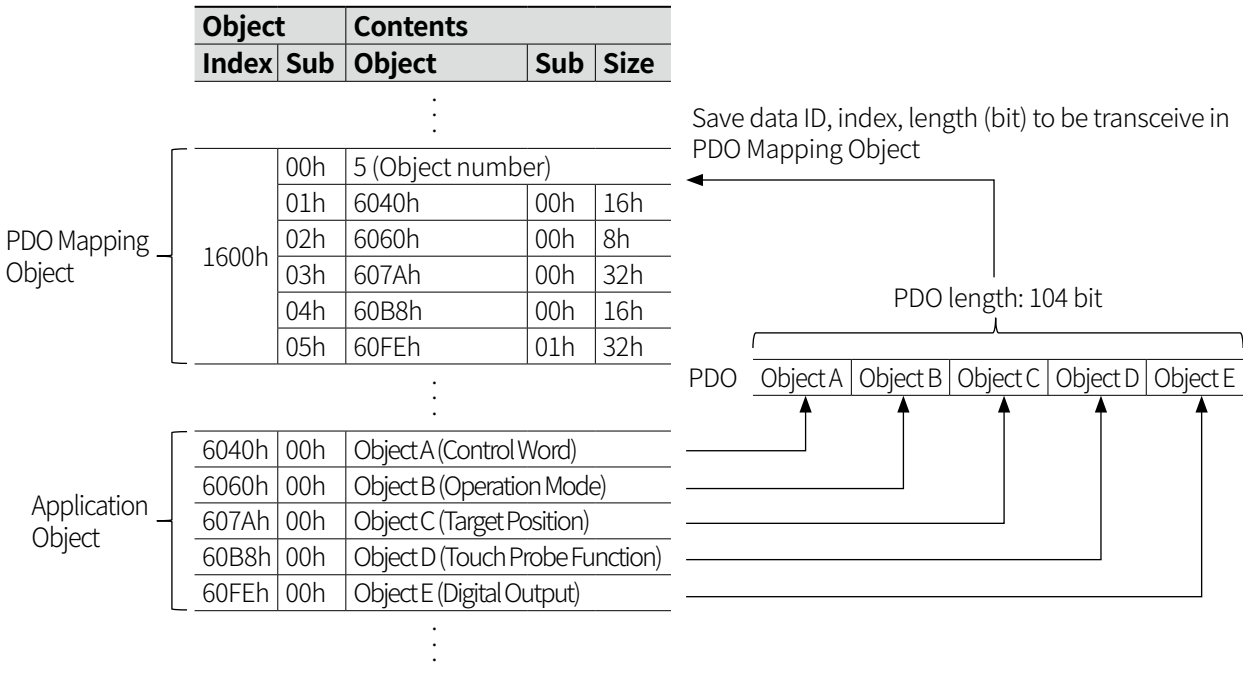 Object Contents
Index Sub Object Sub Size
Save data ID, index, length (bit) to be transceive in
PDO Mapping Object
PDO Mapping
Object
1600h
00h 5 (Object number)
01h 6040h 00h 16h
02h 6060h 00h 8h
03h 607Ah 00h 32h
04h 60B8h 00h 16h
05h 60FEh 01h 32h
PDO length: 104 bit
PDO Object A Object B Object C Object D Object E
Application
Object
6040h 00h Object A (Control Word)
6060h 00h Object B (Operation Mode)
607Ah 00h Object C (Target Position)
60B8h 00h Object D (Touch Probe Function)
60FEh 00h Object E (Digital Output)